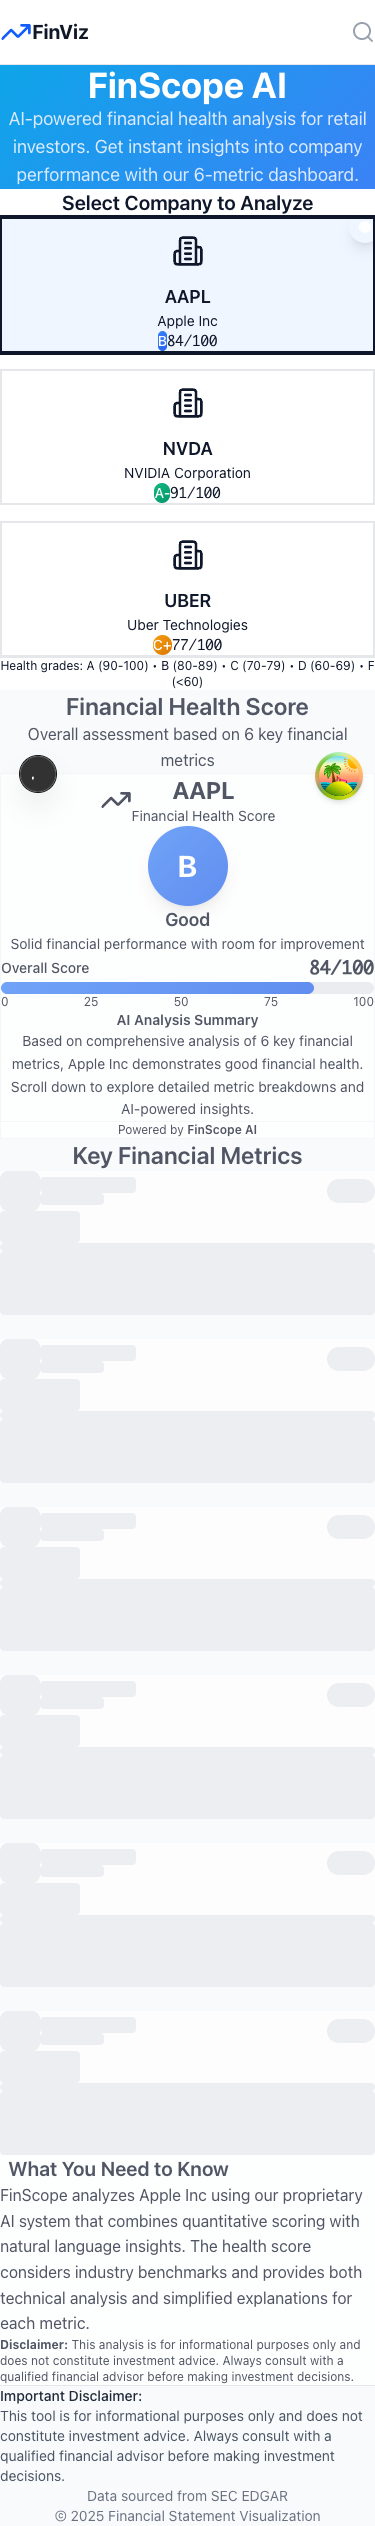 FinViz
FinScope AI
AI-powered financial health analysis for retail
investors. Get instant insights into company
performance with our 6-metric dashboard.
Select Company to Analyze
AAPL
Apple Inc
B 84/100
NVDA
NVIDIA Corporation
A- 91/100
UBER
Uber Technologies
C+ 77/100
Health grades: A (90-100) • B (80-89) • C (70-79) • D (60-69) • F
(<60)
Financial Health Score
Overall assessment based on 6 key financial
metrics
AAPL
Financial Health Score
B
Good
Solid financial performance with room for improvement
Overall Score 84/100
0 25 50 75 100
AI Analysis Summary
Based on comprehensive analysis of 6 key financial
metrics, Apple Inc demonstrates good financial health.
Scroll down to explore detailed metric breakdowns and
AI-powered insights.
Powered by FinScope AI
Key Financial Metrics
What You Need to Know
FinScope analyzes Apple Inc using our proprietary
AI system that combines quantitative scoring with
natural language insights. The health score
considers industry benchmarks and provides both
technical analysis and simplified explanations for
each metric.
Disclaimer: This analysis is for informational purposes only and
does not constitute investment advice. Always consult with a
qualified financial advisor before making investment decisions.
Important Disclaimer:
This tool is for informational purposes only and does not
constitute investment advice. Always consult with a
qualified financial advisor before making investment
decisions.
Data sourced from SEC EDGAR
© 2025 Financial Statement Visualization